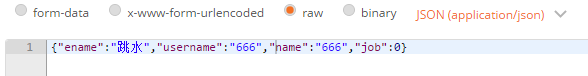 form-data x-www-form-urlencoded raw binary JSON (application/json)
1 {"ename":"跳水","username":"666","name":"666","job":0}